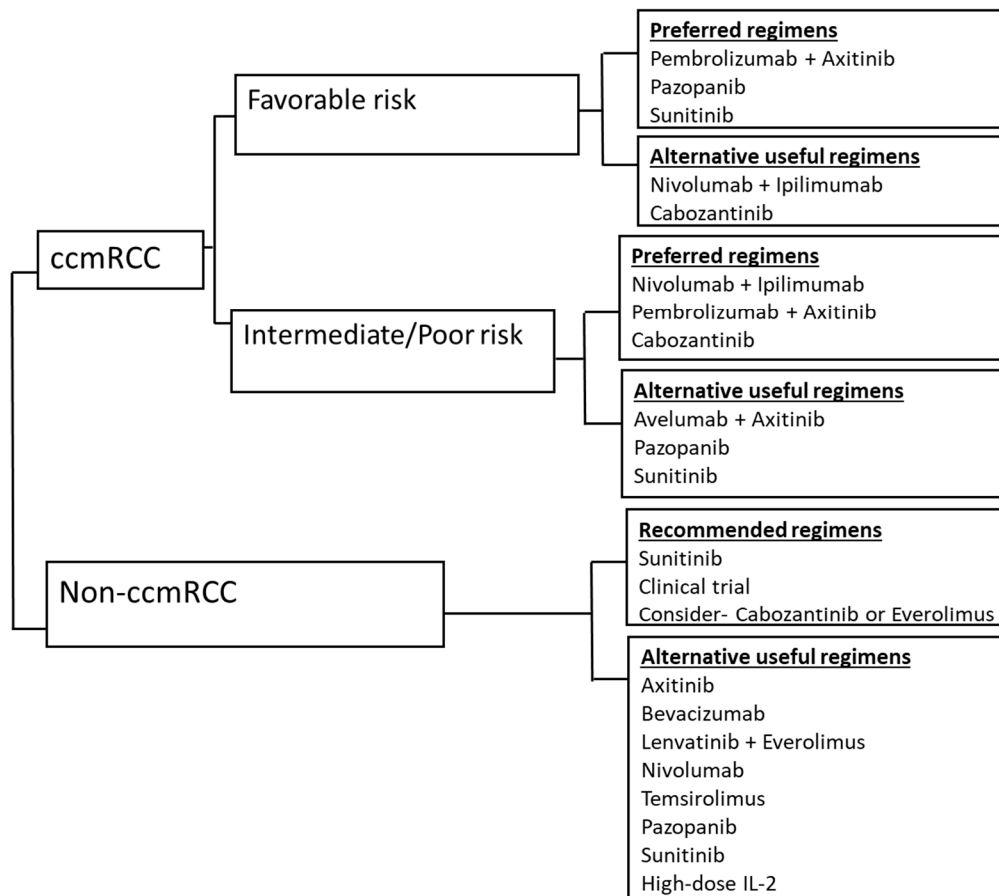 ccmRCC
Favorable risk
Preferred regimens
Pembrolizumab + Axitinib
Pazopanib
Sunitinib
Alternative useful regimens
Nivolumab + Ipilimumab
Cabozantinib
Intermediate/Poor risk
Preferred regimens
Nivolumab + Ipilimumab
Pembrolizumab + Axitinib
Cabozantinib
Alternative useful regimens
Avelumab + Axitinib
Pazopanib
Sunitinib
Non-ccmRCC
Recommended regimens
Sunitinib
Clinical trial
Consider- Cabozantinib or Everolimus
Alternative useful regimens
Axitinib
Bevacizumab
Lenvatinib + Everolimus
Nivolumab
Temsirolimus
Pazopanib
Sunitinib
High-dose IL-2